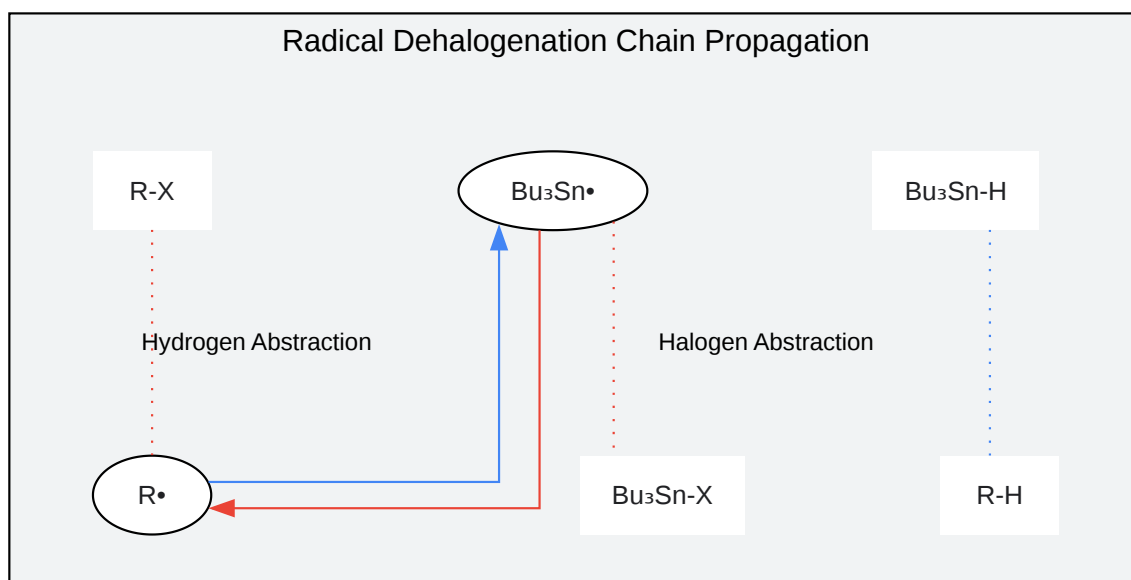 Radical Dehalogenation Chain Propagation
R-X
Bu₃Sn•
Bu₃Sn-H
Hydrogen Abstraction
Halogen Abstraction
R•
Bu₃Sn-X
R-H